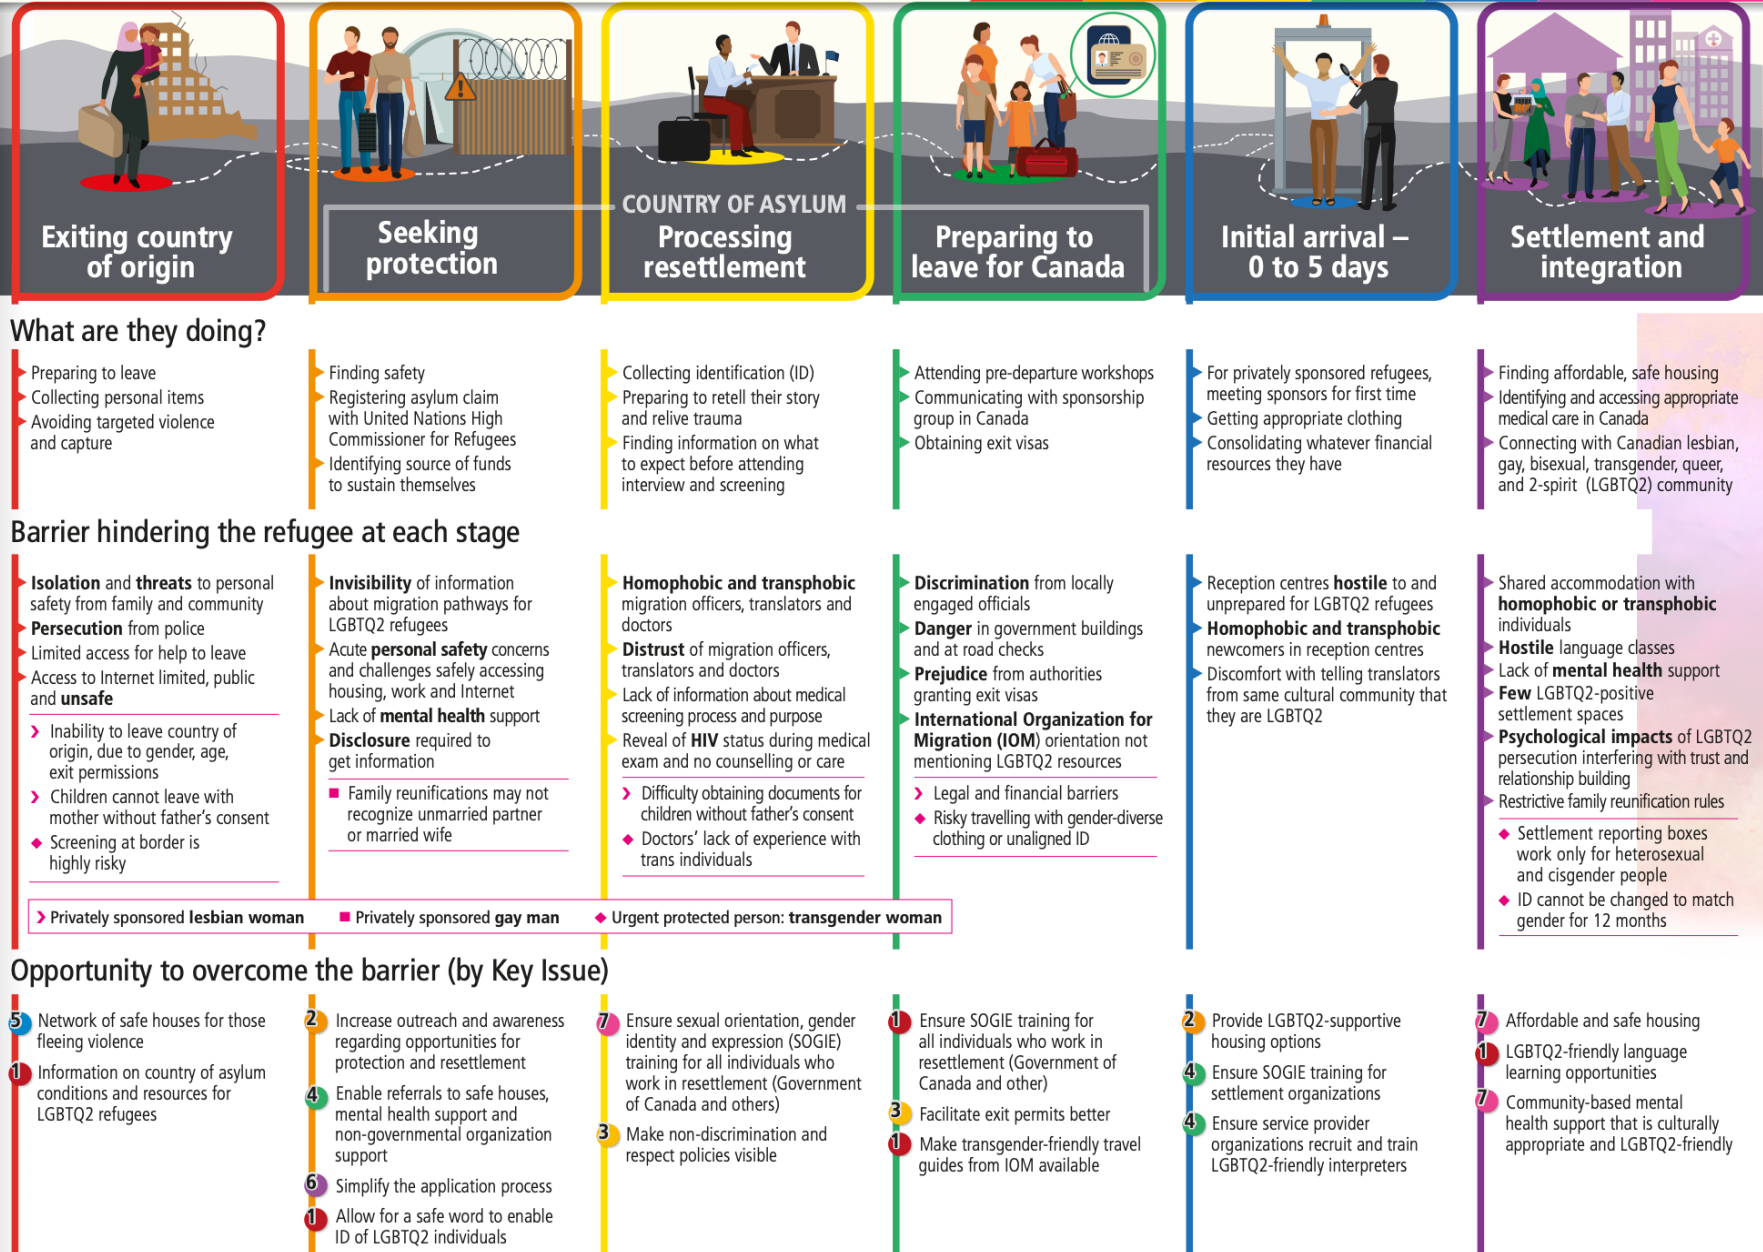 COUNTRY OF ASYLUM
Exiting country
of origin
Seeking
protection
Processing
resettlement
Preparing to
leave for Canada
Initial arrival –
0 to 5 days
Settlement and
integration
What are they doing?
Preparing to leave
Collecting personal items
Avoiding targeted violence
and capture
Finding safety
Registering asylum claim
with United Nations High
Commissioner for Refugees
Identifying source of funds
to sustain themselves
Collecting identification (ID)
Preparing to retell their story
and relive trauma
Finding information on what
to expect before attending
interview and screening
Attending pre-departure workshops
Communicating with sponsorship
group in Canada
Obtaining exit visas
For privately sponsored refugees,
meeting sponsors for first time
Getting appropriate clothing
Consolidating whatever financial
resources they have
Finding affordable, safe housing
Identifying and accessing appropriate
medical care in Canada
Connecting with Canadian lesbian,
gay, bisexual, transgender, queer,
and 2-spirit (LGBTQ2) community
Barrier hindering the refugee at each stage
Isolation and threats to personal
safety from family and community
Persecution from police
Limited access for help to leave
Access to Internet limited, public
and unsafe
Inability to leave country of
origin, due to gender, age,
exit permissions
Children cannot leave with
mother without father's consent
Screening at border is
highly risky
Invisibility of information
about migration pathways for
LGBTQ2 refugees
Acute personal safety concerns
and challenges safely accessing
housing, work and Internet
Lack of mental health support
Disclosure required to
get information
Family reunifications may not
recognize unmarried partner
or married wife
Homophobic and transphobic
migration officers, translators and
doctors
Distrust of migration officers,
translators and doctors
Lack of information about medical
screening process and purpose
Reveal of HIV status during medical
exam and no counselling or care
Difficulty obtaining documents for
children without father's consent
Doctors' lack of experience with
trans individuals
Discrimination from locally
engaged officials
Danger in government buildings
and at road checks
Prejudice from authorities
granting exit visas
International Organization for
Migration (IOM) orientation not
mentioning LGBTQ2 resources
Legal and financial barriers
Risky travelling with gender-diverse
clothing or unaligned ID
Reception centres hostile to and
unprepared for LGBTQ2 refugees
Homophobic and transphobic
newcomers in reception centres
Discomfort with telling translators
from same cultural community that
they are LGBTQ2
Shared accommodation with
homophobic or transphobic
individuals
Hostile language classes
Lack of mental health support
Few LGBTQ2-positive
settlement spaces
Psychological impacts of LGBTQ2
persecution interfering with trust and
relationship building
Restrictive family reunification rules
Settlement reporting boxes
work only for heterosexual
and cisgender people
ID cannot be changed to match
gender for 12 months
Privately sponsored lesbian woman
Privately sponsored gay man
Urgent protected person: transgender woman
Opportunity to overcome the barrier (by Key Issue)
5 Network of safe houses for those
fleeing violence
1 Information on country of asylum
conditions and resources for
LGBTQ2 refugees
2 Increase outreach and awareness
regarding opportunities for
protection and resettlement
4 Enable referrals to safe houses,
mental health support and
non-governmental organization
support
6 Simplify the application process
1 Allow for a safe word to enable
ID of LGBTQ2 individuals
7 Ensure sexual orientation, gender
identity and expression (SOGIE)
training for all individuals who
work in resettlement (Government
of Canada and others)
3 Make non-discrimination and
respect policies visible
1 Ensure SOGIE training for
all individuals who work in
resettlement (Government of
Canada and other)
3 Facilitate exit permits better
1 Make transgender-friendly travel
guides from IOM available
2 Provide LGBTQ2-supportive
housing options
4 Ensure SOGIE training for
settlement organizations
4 Ensure service provider
organizations recruit and train
LGBTQ2-friendly interpreters
7 Affordable and safe housing
1 LGBTQ2-friendly language
learning opportunities
7 Community-based mental
health support that is culturally
appropriate and LGBTQ2-friendly